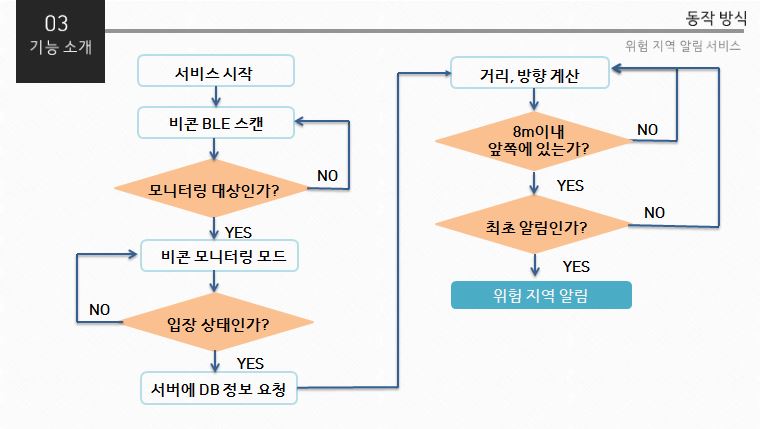 03
기능 소개
동작 방식
위험 지역 알림 서비스
서비스 시작
비콘 BLE 스캔
모니터링 대상인가?
NO
YES
비콘 모니터링 모드
NO
입장 상태인가?
YES
서버에 DB 정보 요청
거리, 방향 계산
8m이내
앞쪽에 있는가?
NO
YES
최초 알림인가?
NO
YES
위험 지역 알림